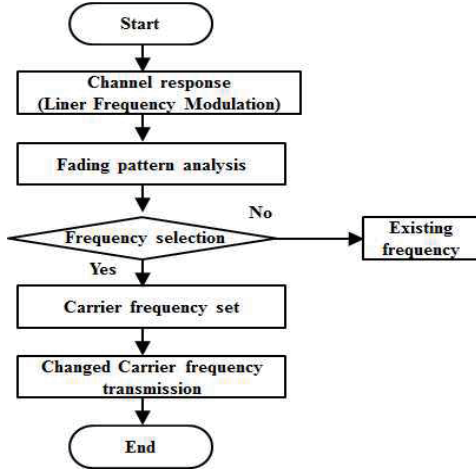 Start
Channel response
(Liner Frequency Modulation)
Fading pattern analysis
No
Frequency selection
Existing
frequency
Yes
Carrier frequency set
Changed Carrier frequency
transmission
End